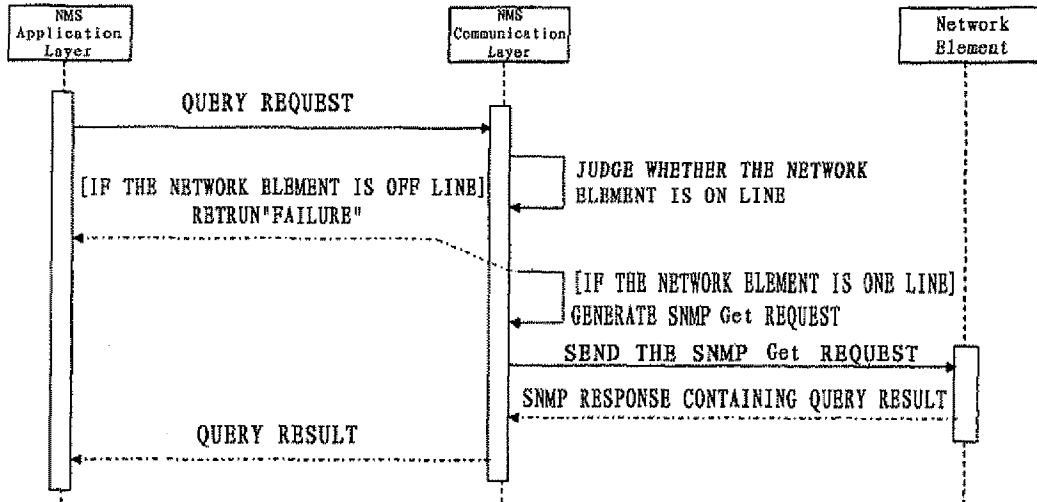 NMS
Application
Layer
NMS
Communication
Layer
Network
Element
QUERY REQUEST
JUDGE WHETHER THE NETWORK
ELEMENT IS ON LINE
[IF THE NETWORK ELEMENT IS OFF LINE]
RETRUN"FAILURE"
[IF THE NETWORK ELEMENT IS ONE LINE]
GENERATE SNMP Get REQUEST
SEND THE SNMP Get REQUEST
SNMP RESPONSE CONTAINING QUERY RESULT
QUERY RESULT